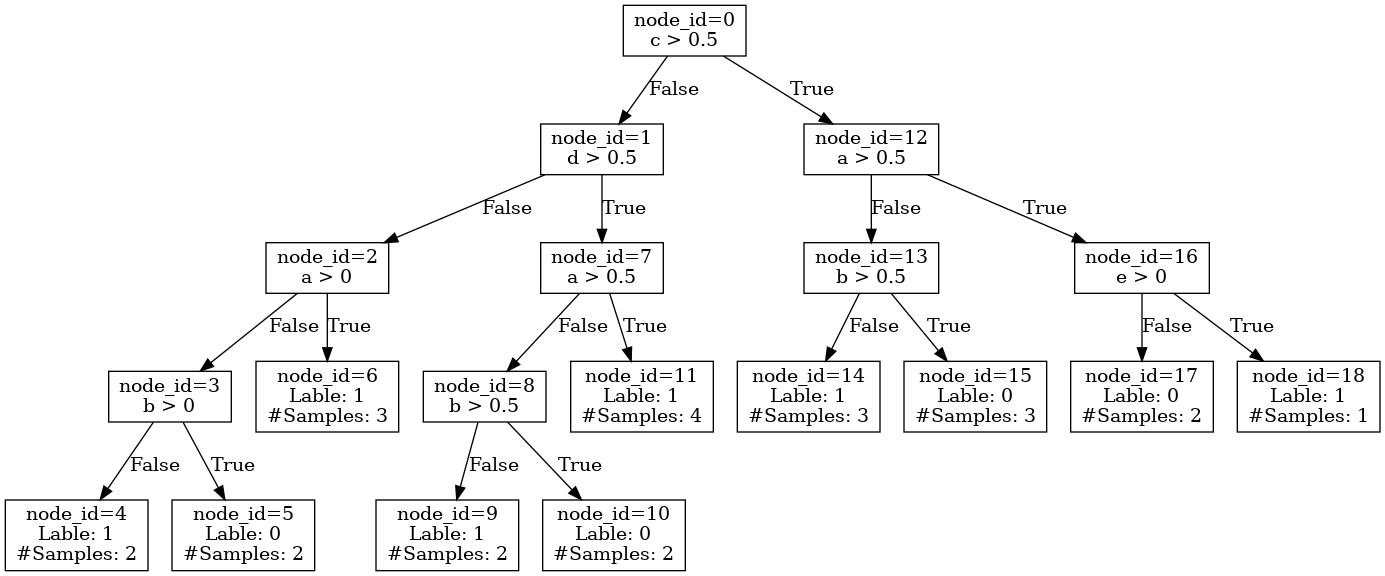 node_id=0
c > 0.5
False
True
node_id=1
d > 0.5
node_id=12
a > 0.5
False
True
False
True
node_id=2
a > 0
node_id=7
a > 0.5
node_id=13
b > 0.5
node_id=16
e > 0
False
True
False
True
False
True
False
True
node_id=3
b > 0
node_id=6
Lable: 1
#Samples: 3
node_id=8
b > 0.5
node_id=11
Lable: 1
#Samples: 4
node_id=14
Lable: 1
#Samples: 3
node_id=15
Lable: 0
#Samples: 3
node_id=17
Lable: 0
#Samples: 2
node_id=18
Lable: 1
#Samples: 1
False
True
False
True
node_id=4
Lable: 1
#Samples: 2
node_id=5
Lable: 0
#Samples: 2
node_id=9
Lable: 1
#Samples: 2
node_id=10
Lable: 0
#Samples: 2